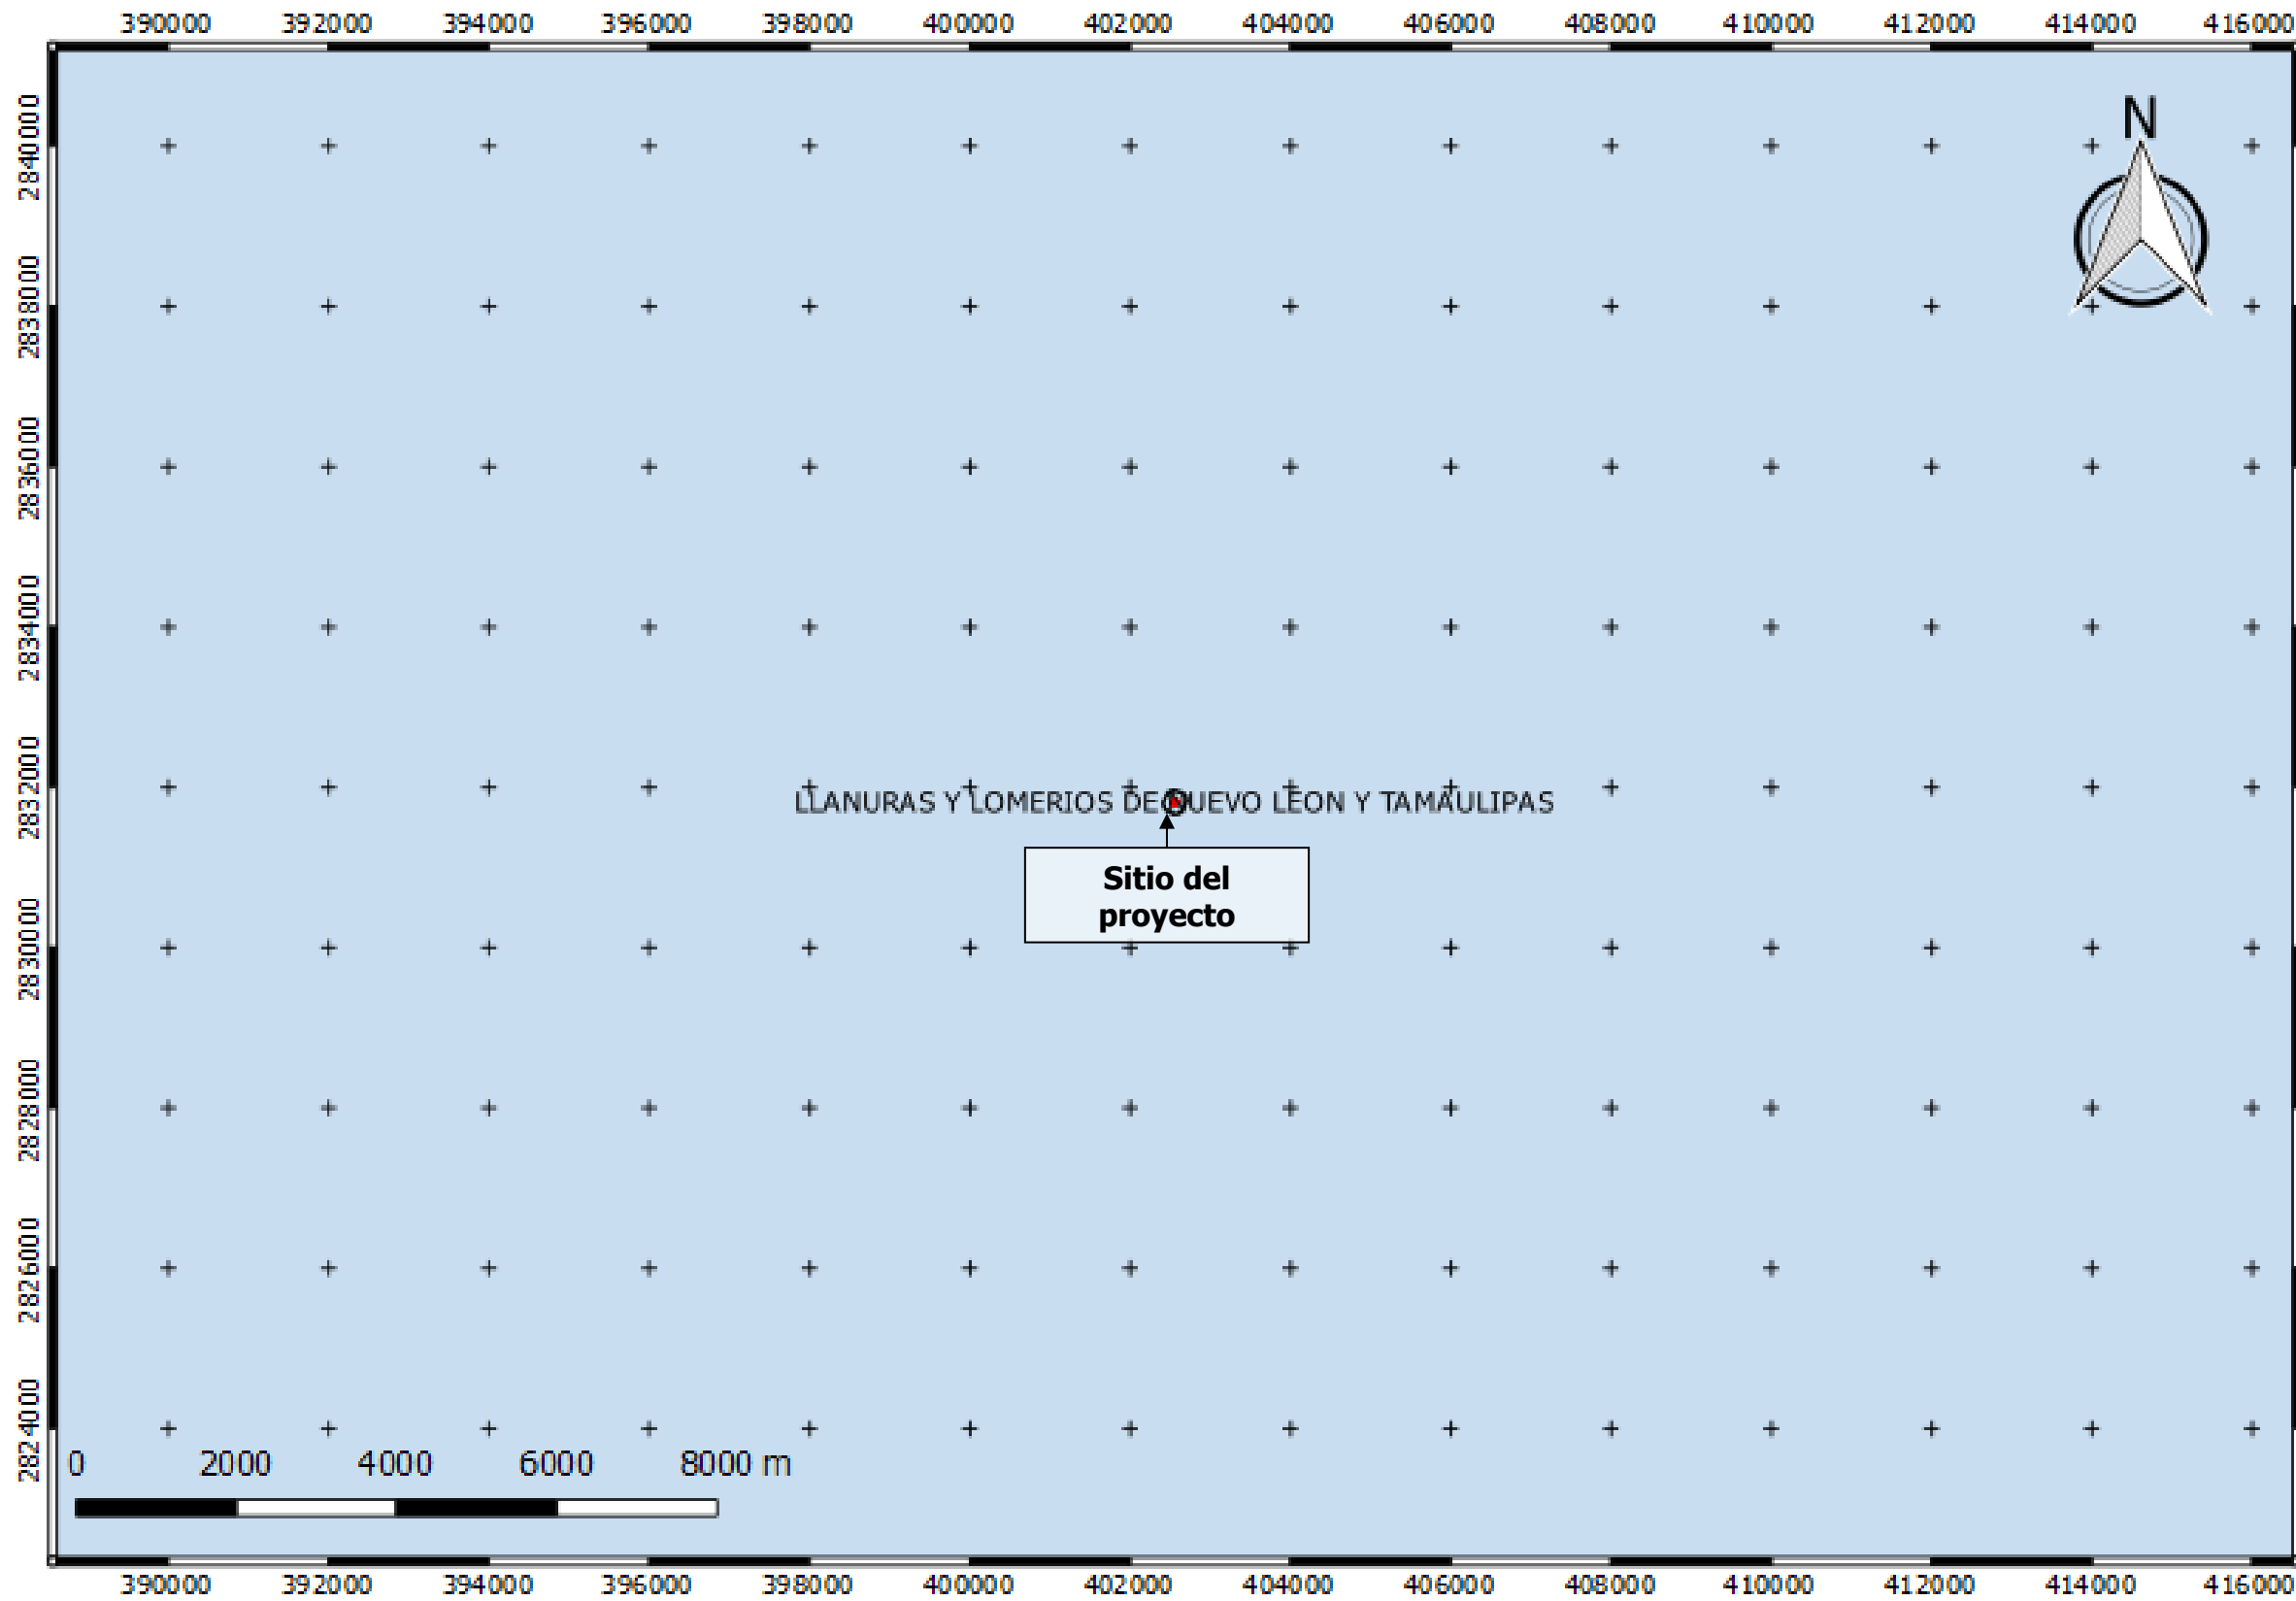 390000 392000 394000 396000 398000 400000 402000 404000 406000 408000 410000 412000 414000 416000
N
2840000
2838000
2836000
2834000
2832000
LLANURAS Y LOMERIOS DE NUEVO LEON Y TAMAULIPAS
Sitio del
proyecto
2830000
2828000
2826000
2824000
0 2000 4000 6000 8000 m
390000 392000 394000 396000 398000 400000 402000 404000 406000 408000 410000 412000 414000 416000